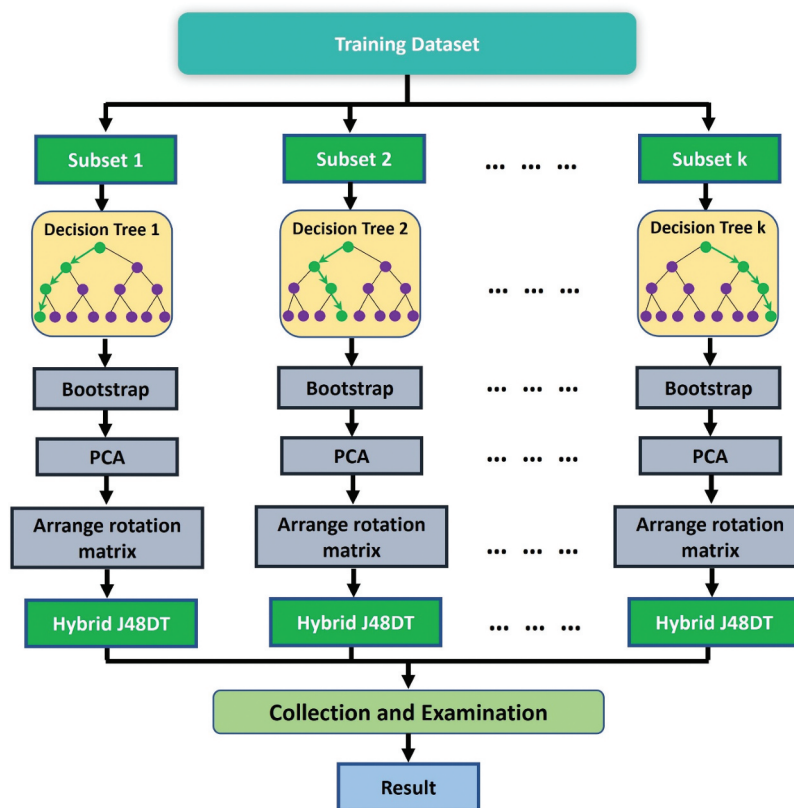 Training Dataset
Subset 1
Subset 2
... ... ...
Subset k
Decision Tree 1
Decision Tree 2
... ... ...
Decision Tree k
Bootstrap
Bootstrap
... ... ...
Bootstrap
PCA
PCA
... ... ...
PCA
Arrange rotation
matrix
Arrange rotation
matrix
... ... ...
Arrange rotation
matrix
Hybrid J48DT
Hybrid J48DT
... ... ...
Hybrid J48DT
Collection and Examination
Result